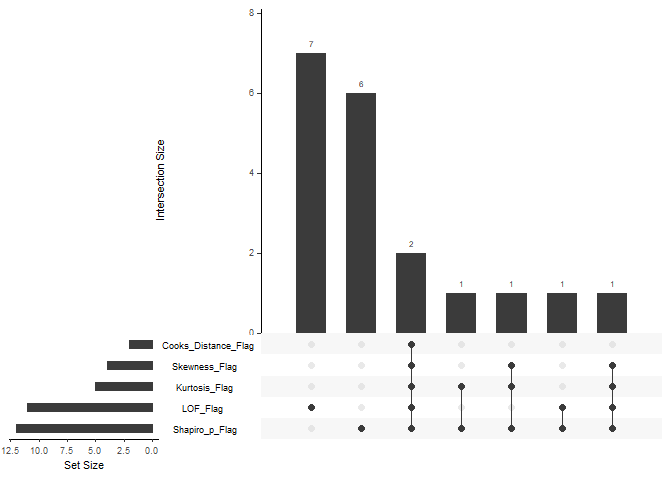 8
7
6
6
Intersection Size
4
2
2
1
1
1
1
0
Cooks_Distance_Flag
Skewness_Flag
Kurtosis_Flag
LOF_Flag
Shapiro_p_Flag
12.5 10.0 7.5 5.0 2.5 0.0
Set Size